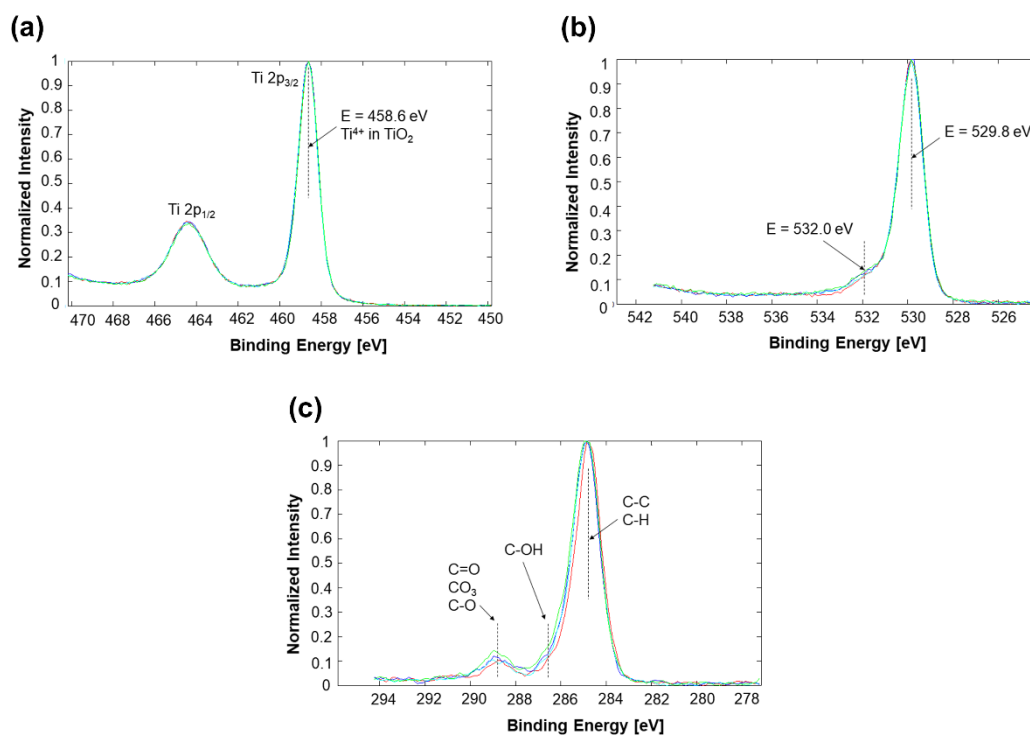 (a)
Normalized Intensity
1
0.9
0.8
0.7
0.6
0.5
0.4
0.3
0.2
0.1
0
Ti 2p3/2
E = 458.6 eV
Ti⁴⁺ in TiO₂
Ti 2p1/2
470 468 466 464 462 460 458 456 454 452 450
Binding Energy [eV]
(b)
Normalized Intensity
1
0.9
0.8
0.7
0.6
0.5
0.4
0.3
0.2
0.1
0
E = 529.8 eV
E = 532.0 eV
542 540 538 536 534 532 530 528 526
Binding Energy [eV]
(c)
Normalized Intensity
1
0.9
0.8
0.7
0.6
0.5
0.4
0.3
0.2
0.1
0
C-C
C-H
C-OH
C=O
CO₃
C-O
294 292 290 288 286 284 282 280 278
Binding Energy [eV]